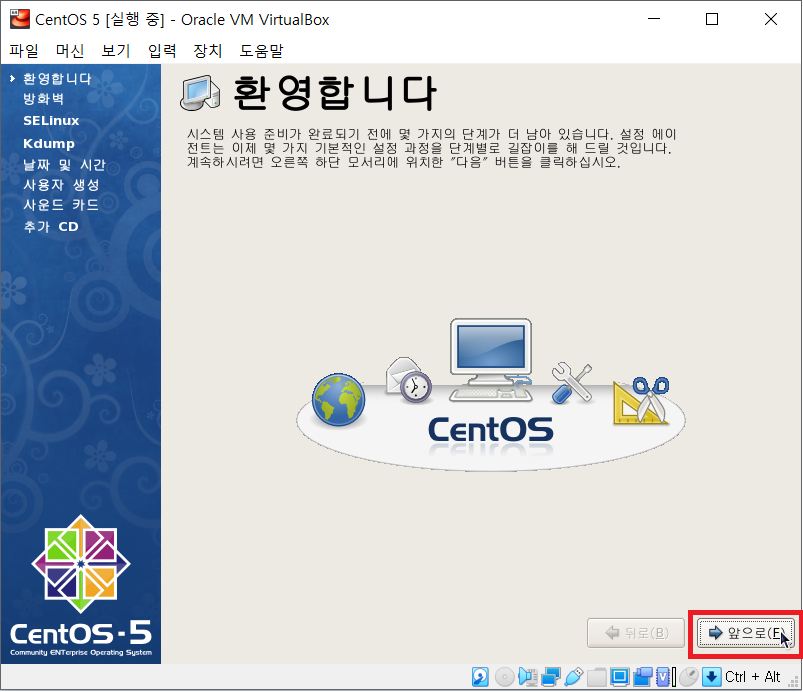 CentOS 5 [실행 중] - Oracle VM VirtualBox
파일 머신 보기 입력 장치 도움말
환영합니다
방화벽
SELinux
Kdump
날짜 및 시간
사용자 생성
사운드 카드
추가 CD
환영합니다
시스템 사용 준비가 완료되기 전에 몇 가지의 단계가 더 남아 있습니다. 설정 에이
전트는 이제 몇 가지 기본적인 설정 과정을 단계별로 길잡이를 해 드릴 것입니다.
계속하시려면 오른쪽 하단 모서리에 위치한 "다음" 버튼을 클릭하십시오.
CentOS
CentOS-5
Community ENTerprise Operating System
뒤로(B)
앞으로(F)
Ctrl + Alt